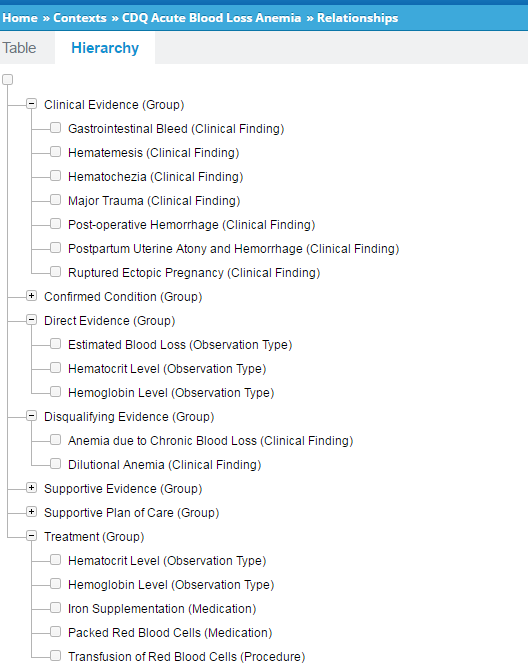 Home » Contexts » CDQ Acute Blood Loss Anemia » Relationships
Table Hierarchy
Clinical Evidence (Group)
Gastrointestinal Bleed (Clinical Finding)
Hematemesis (Clinical Finding)
Hematochezia (Clinical Finding)
Major Trauma (Clinical Finding)
Post-operative Hemorrhage (Clinical Finding)
Postpartum Uterine Atony and Hemorrhage (Clinical Finding)
Ruptured Ectopic Pregnancy (Clinical Finding)
Confirmed Condition (Group)
Direct Evidence (Group)
Estimated Blood Loss (Observation Type)
Hematocrit Level (Observation Type)
Hemoglobin Level (Observation Type)
Disqualifying Evidence (Group)
Anemia due to Chronic Blood Loss (Clinical Finding)
Dilutional Anemia (Clinical Finding)
Supportive Evidence (Group)
Supportive Plan of Care (Group)
Treatment (Group)
Hematocrit Level (Observation Type)
Hemoglobin Level (Observation Type)
Iron Supplementation (Medication)
Packed Red Blood Cells (Medication)
Transfusion of Red Blood Cells (Procedure)